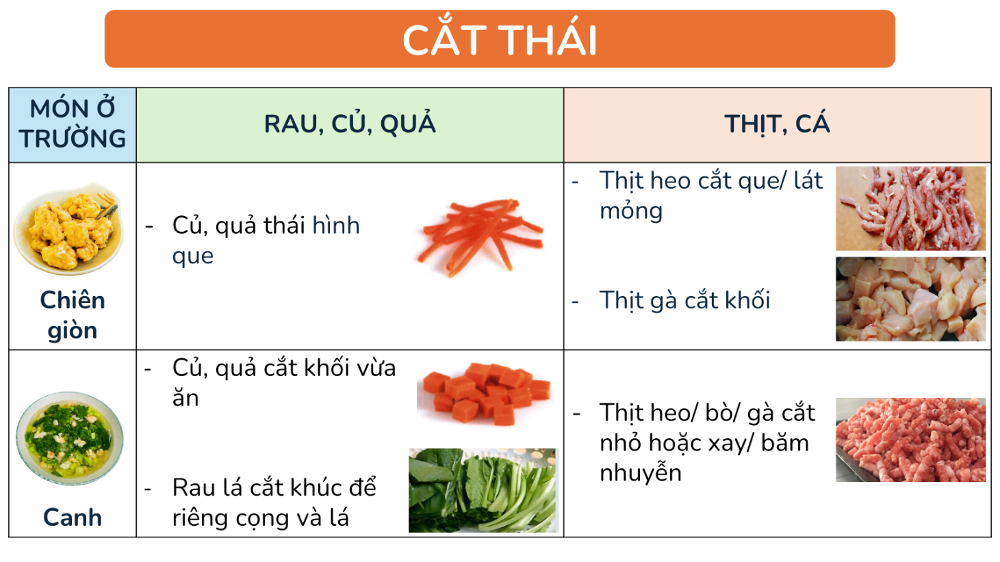 CẮT THÁI
MÓN Ở
TRƯỜNG
RAU, CỦ, QUẢ
THỊT, CÁ
Chiên
giòn
- Củ, quả thái hình
que
- Thịt heo cắt que/ lát
mỏng
- Thịt gà cắt khối
Canh
- Củ, quả cắt khối vừa
ăn
- Rau lá cắt khúc để
riêng cọng và lá
- Thịt heo/ bò/ gà cắt
nhỏ hoặc xay/ băm
nhuyễn